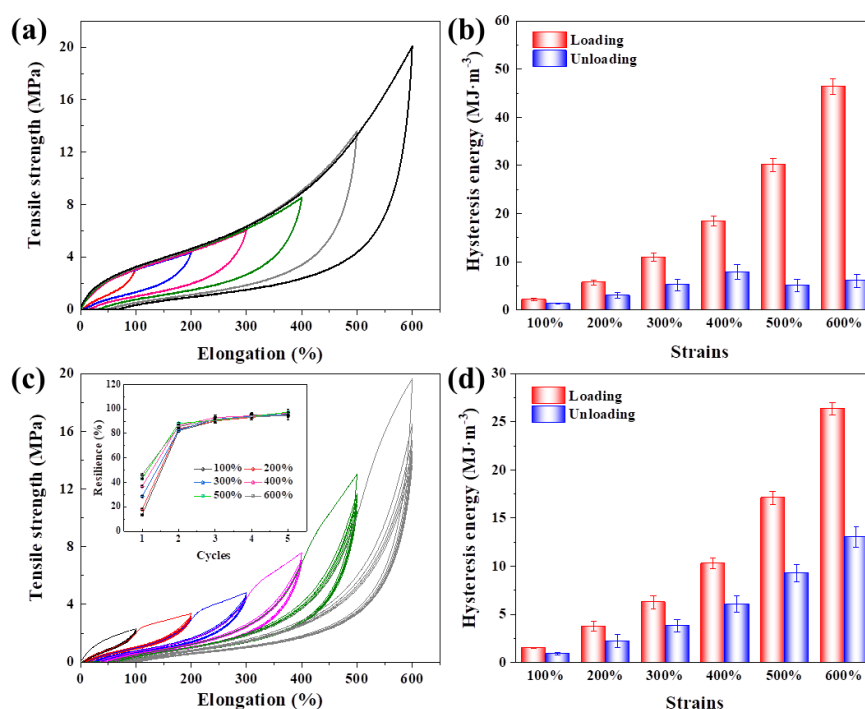 (a)
Tensile strength (MPa)
20
16
12
8
4
0
0 100 200 300 400 500 600
Elongation (%)
(b)
Hysteresis energy (MJ·m⁻³)
60
50
40
30
20
10
0
Loading
Unloading
100% 200% 300% 400% 500% 600%
Strains
(c)
Tensile strength (MPa)
20
16
12
8
4
0
0 100 200 300 400 500 600
Elongation (%)
Resilience (%)
120
100
80
60
40
20
0
100% 200%
300% 400%
500% 600%
1 2 3 4 5
Cycles
(d)
Hysteresis energy (MJ·m⁻³)
30
25
20
15
10
5
0
Loading
Unloading
100% 200% 300% 400% 500% 600%
Strains